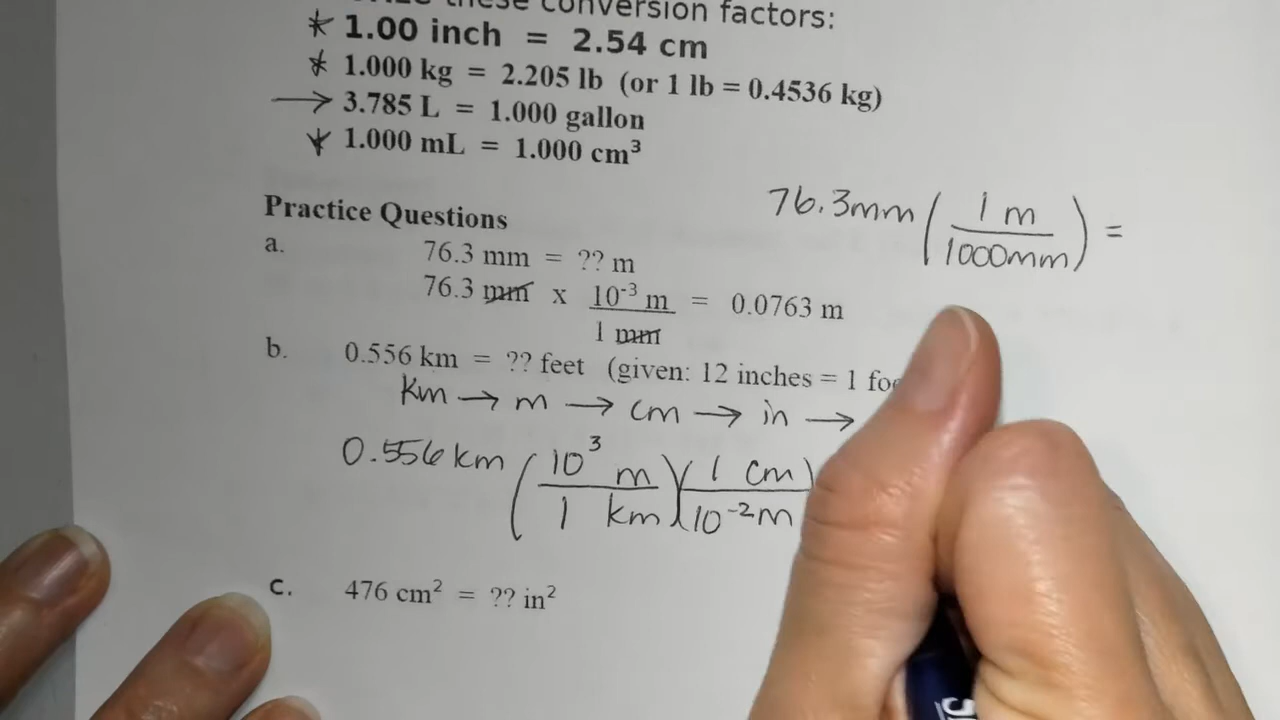 these conversion factors:
* 1.00 inch = 2.54 cm
* 1.000 kg = 2.205 lb (or 1 lb = 0.4536 kg)
→ 3.785 L = 1.000 gallon
* 1.000 mL = 1.000 cm³
76.3mm (1 m / 1000mm) =
Practice Questions
a. 76.3 mm = ?? m
76.3 mm x 10⁻³ m / 1 mm = 0.0763 m
b. 0.556 km = ?? feet (given: 12 inches = 1
km → m → cm → in →
0.556 km (10³ m / 1 km)(1 cm / 10⁻² m
c. 476 cm² = ?? in²